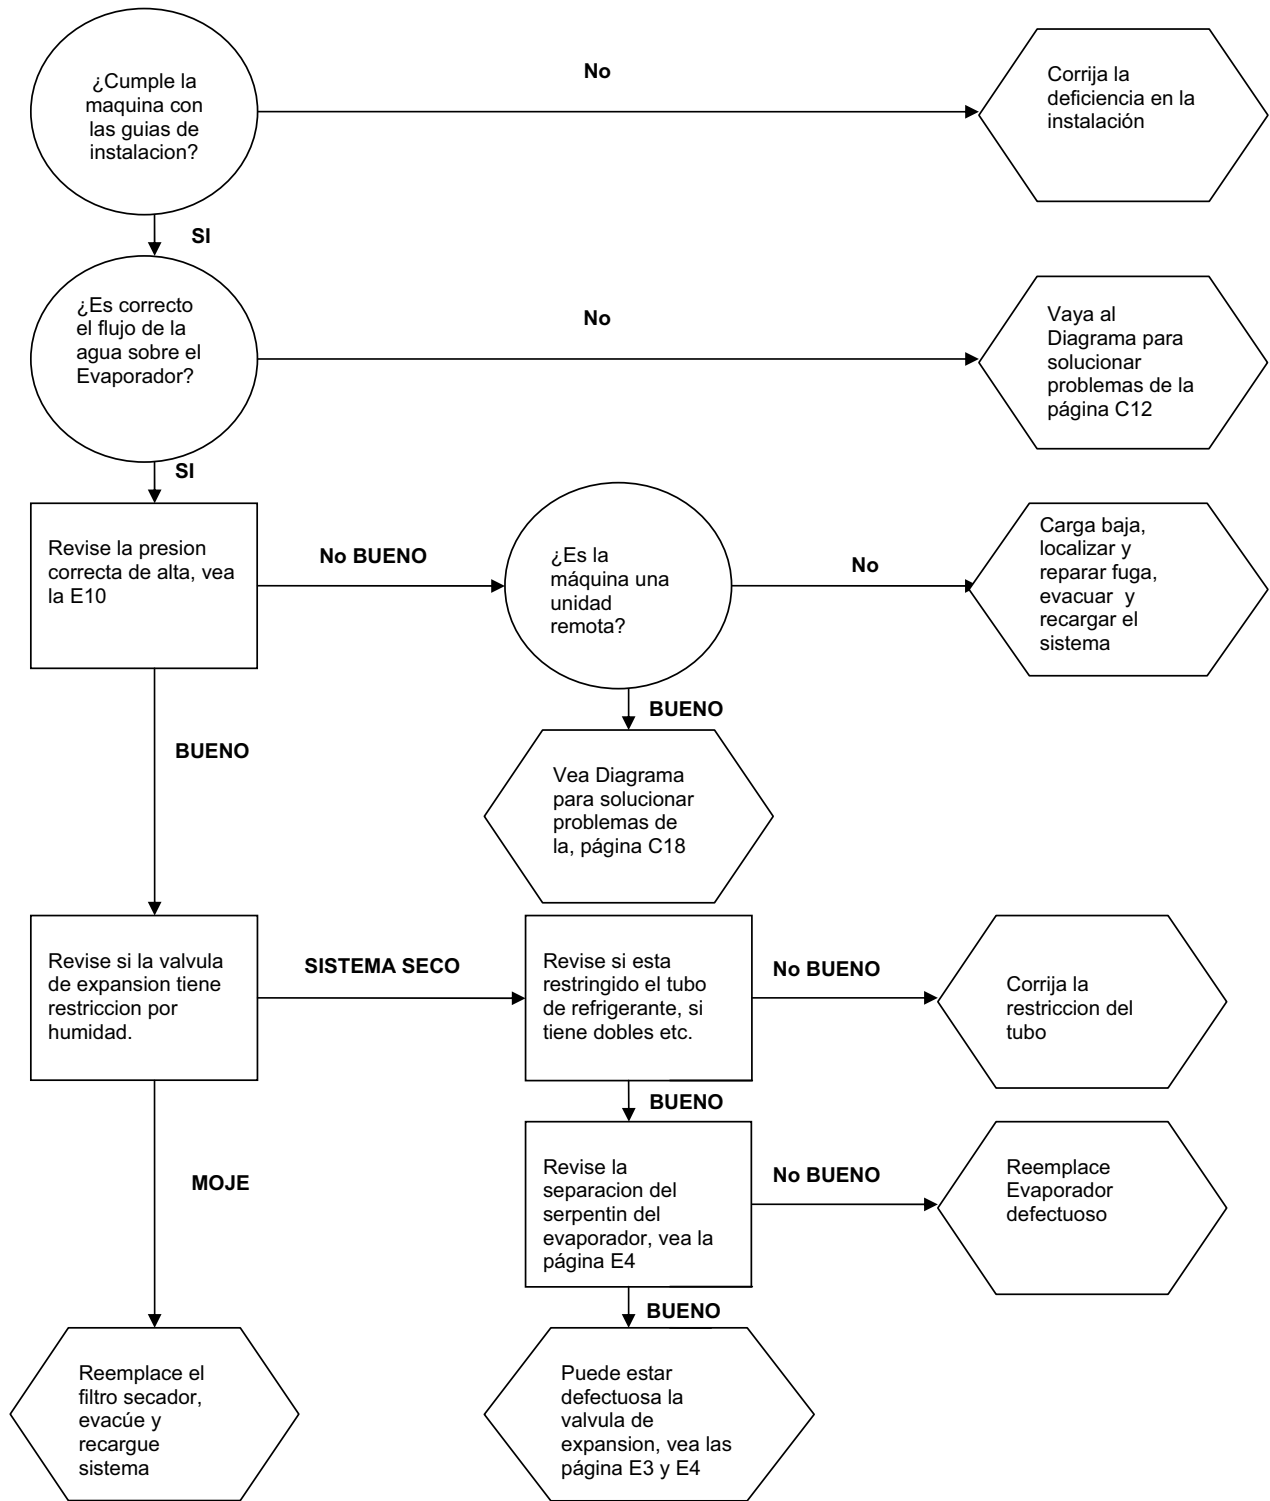 ¿Cumple la
maquina con
las guias de
instalacion?
No
Corrija la
deficiencia en la
instalación
SI
¿Es correcto
el flujo de la
agua sobre el
Evaporador?
No
Vaya al
Diagrama para
solucionar
problemas de la
página C12
SI
Revise la presion
correcta de alta, vea
la E10
No BUENO
¿Es la
máquina una
unidad
remota?
No
Carga baja,
localizar y
reparar fuga,
evacuar y
recargar el
sistema
BUENO
BUENO
Vea Diagrama
para solucionar
problemas de
la, página C18
Revise si la valvula
de expansion tiene
restriccion por
humidad.
SISTEMA SECO
Revise si esta
restringido el tubo
de refrigerante, si
tiene dobles etc.
No BUENO
Corrija la
restriccion del
tubo
BUENO
MOJE
Revise la
separacion del
serpentin del
evaporador, vea la
página E4
No BUENO
Reemplace
Evaporador
defectuoso
BUENO
Reemplace el
filtro secador,
evacúe y
recargue
sistema
Puede estar
defectuosa la
valvula de
expansion, vea las
página E3 y E4